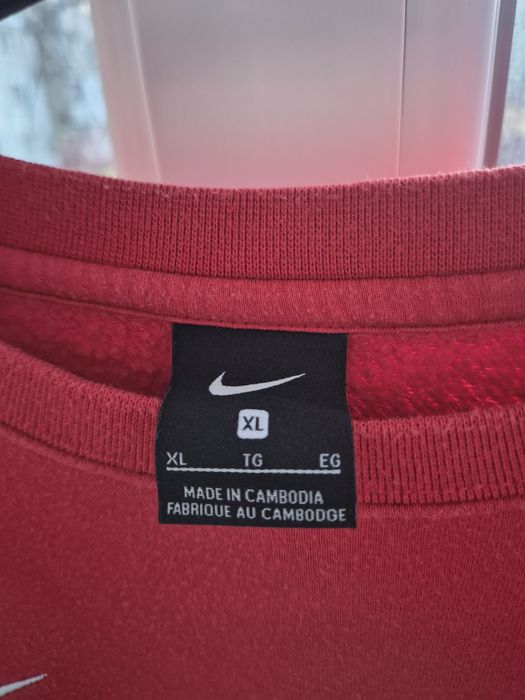 XL
XL TG EG
MADE IN CAMBODIA
FABRIQUE AU CAMBODGE